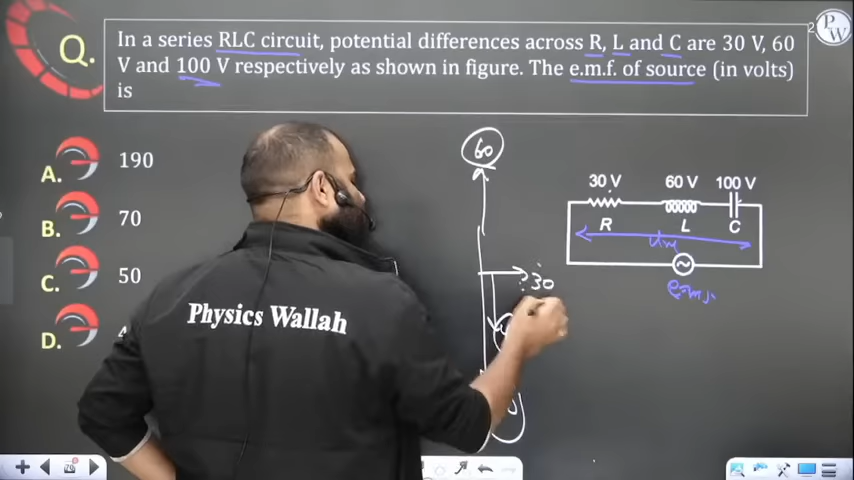 Q.
In a series RLC circuit, potential differences across R, L and C are 30 V, 60
V and 100 V respectively as shown in figure. The e.m.f. of source (in volts)
is
A. 190
B. 70
C. 50
D.
60
30
30 V 60 V 100 V
R L C
e.m.f
Physics Wallah
P
W
2